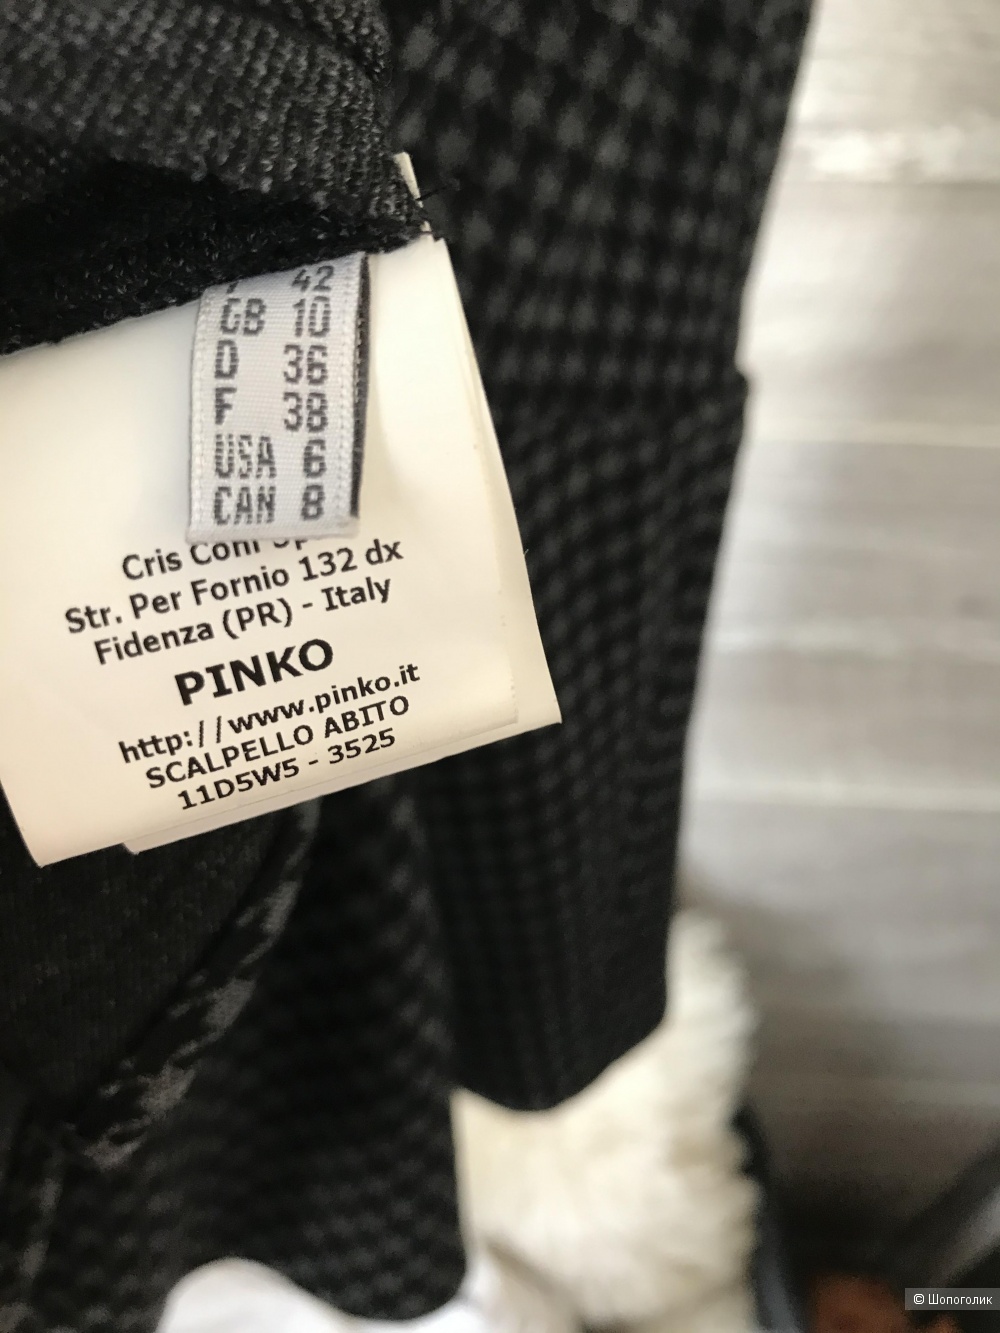 42
GB 10
D 36
F 38
USA 6
CAN 8
Cris Conf
Str. Per Fornio 132 dx
Fidenza (PR) - Italy
PINKO
http://www.pinko.it
SCALPELLO ABITO
11D5W5 - 3525
© Шопоголик